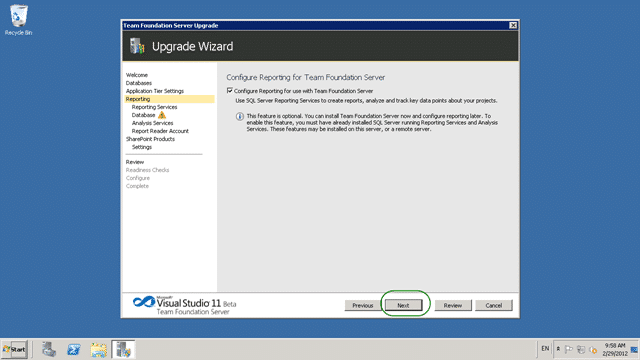 Recycle Bin
Team Foundation Server Upgrade
Upgrade Wizard
Welcome
Databases
Application Tier Settings
Reporting
Reporting Services
Database
Analysis Services
Report Reader Account
SharePoint Products
Settings
Review
Readiness Checks
Configure
Complete
Configure Reporting for Team Foundation Server
Configure Reporting for use with Team Foundation Server
Use SQL Server Reporting Services to create reports, analyze and track key data points about your projects.
This feature is optional. You can install Team Foundation Server now and configure reporting later. To
enable this feature, you must have already installed SQL Server running Reporting Services and Analysis
Services. These features may be installed on this server, or a remote server.
Microsoft
Visual Studio 11 Beta
Team Foundation Server
Previous
Next
Review
Cancel
Start
EN
9:58 AM
2/29/2012